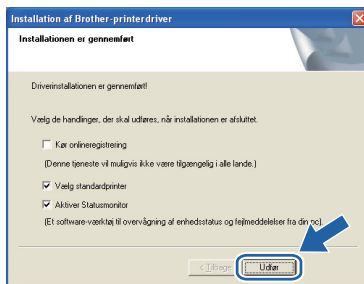 Installation af Brother-printerdriver
Installationen er gennemført
Driverinstallationen er gennemført!
Vælg de handlinger, der skal udføres, når installationen er afsluttet.
Kør onlineregistrering
(Denne tjeneste vil muligvis ikke være tilgængelig i alle lande.)
Vælg standardprinter
Aktiver Statusmonitor
(Et software-værktøj til overvågning af enhedsstatus og fejlmeddelelser fra din pc).
< Tilbage
Udfør